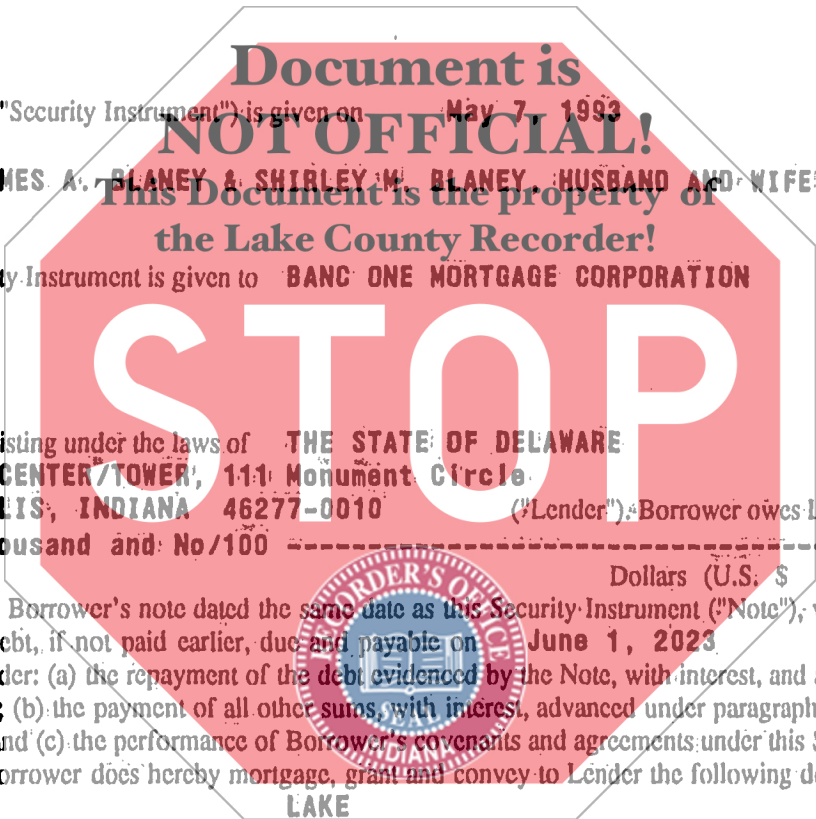 Document is
"Security Instrument") is given on May 7, 1993
NOT OFFICIAL!
MES A. BLANEY & SHIRLEY M. BLANEY, HUSBAND AND WIFE
This Document is the property of
the Lake County Recorder!
ty Instrument is given to BANC ONE MORTGAGE CORPORATION
STOP
isting under the laws of THE STATE OF DELAWARE
CENTER/TOWER, 111 Monument Circle
LIS, INDIANA 46277-0010 ("Lender"). Borrower owes L
ousand and No/100
Dollars (U.S. $
RECORDER'S OFFICE
Borrower's note dated the same date as this Security Instrument ("Note"),
ebt, if not paid earlier, due and payable on June 1, 2023
der: (a) the repayment of the debt evidenced by the Note, with interest, and
; (b) the payment of all other sums, with interest, advanced under paragraph
SEAL
nd (c) the performance of Borrower's covenants and agreements under this S
INDIANA
orrower does hereby mortgage, grant and convey to Lender the following de
LAKE